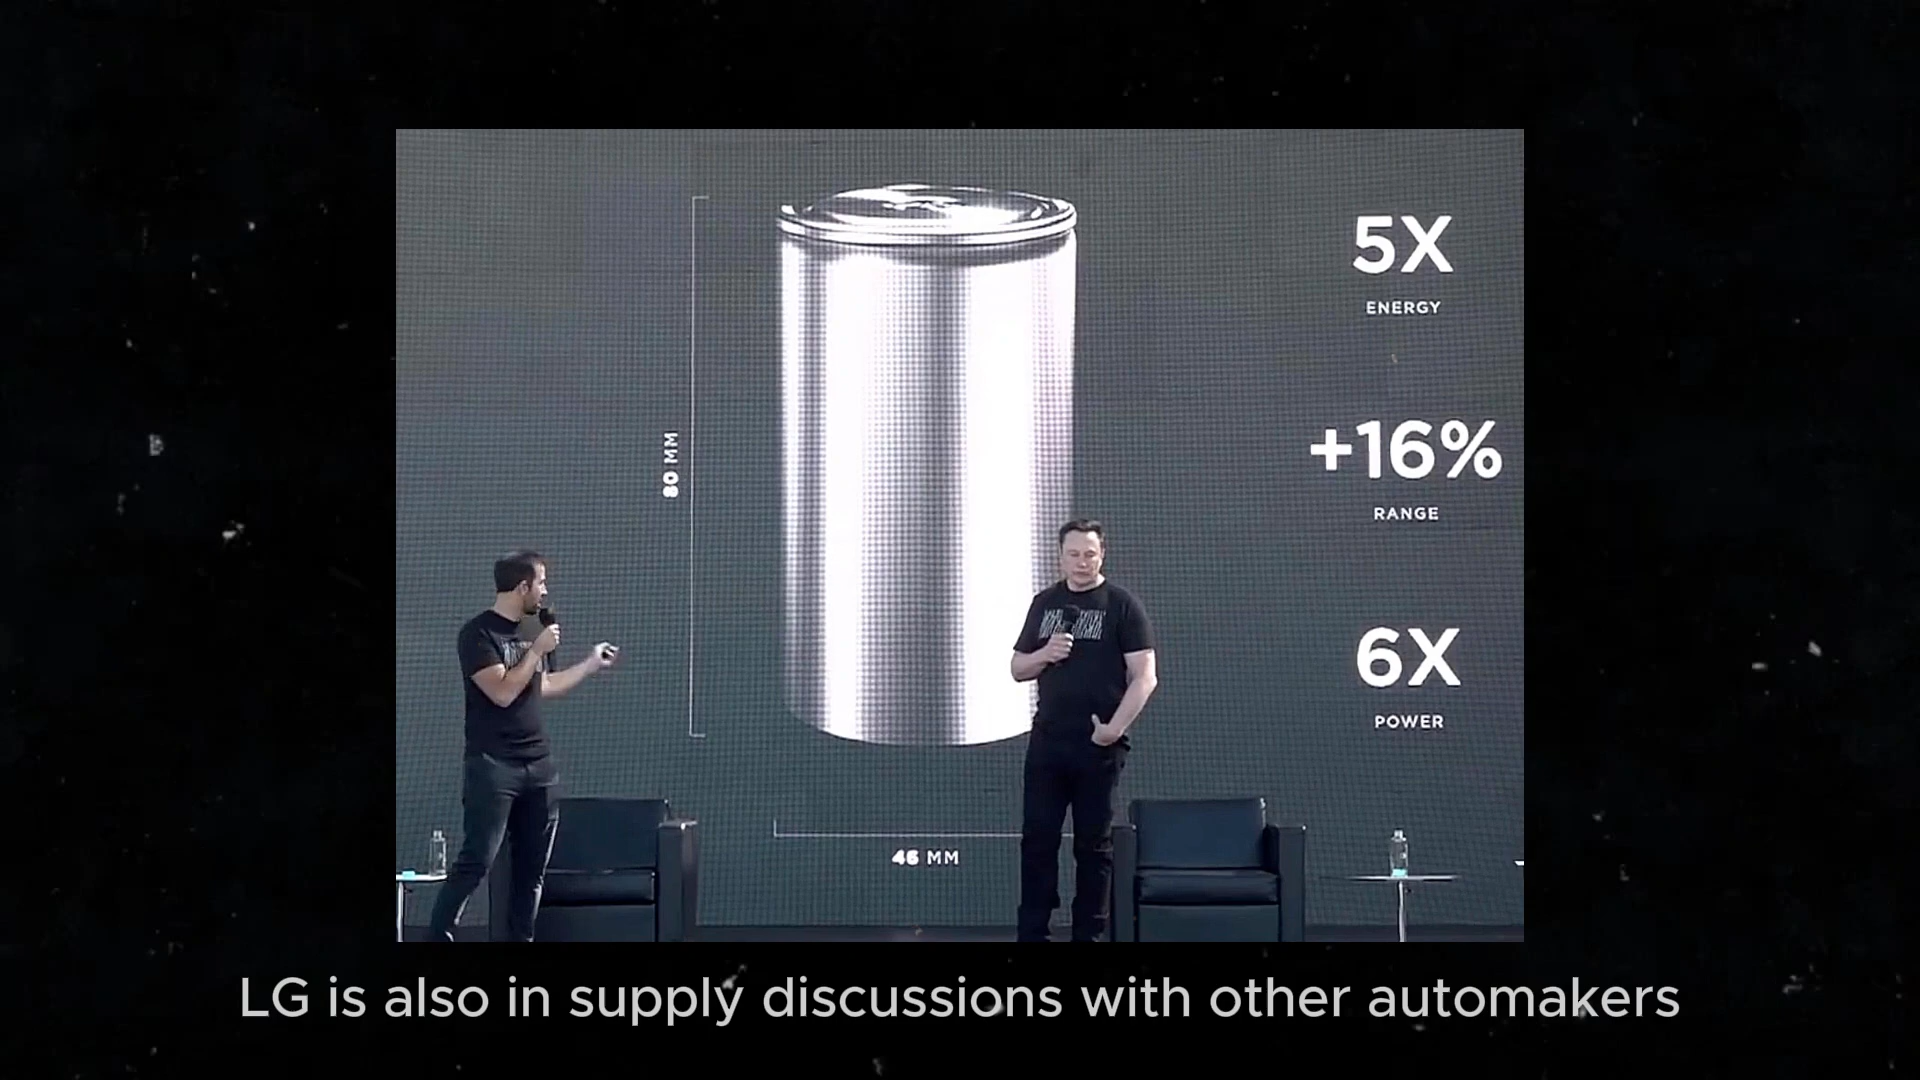 5X
ENERGY
+16%
RANGE
80 MM
6X
POWER
46 MM
LG is also in supply discussions with other automakers